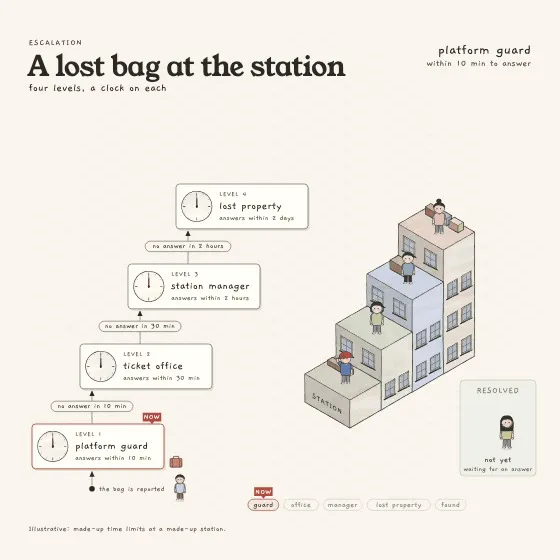 ESCALATION
A lost bag at the station
four levels, a clock on each
platform guard
within 10 min to answer
LEVEL 4
lost property
answers within 2 days
no answer in 2 hours
LEVEL 3
station manager
answers within 2 hours
no answer in 30 min
LEVEL 2
ticket office
answers within 30 min
no answer in 10 min
NOW
LEVEL 1
platform guard
answers within 10 min
the bag is reported
STATION
RESOLVED
not yet
waiting for an answer
NOW
guard
office
manager
lost property
found
Illustrative: made-up time limits at a made-up station.